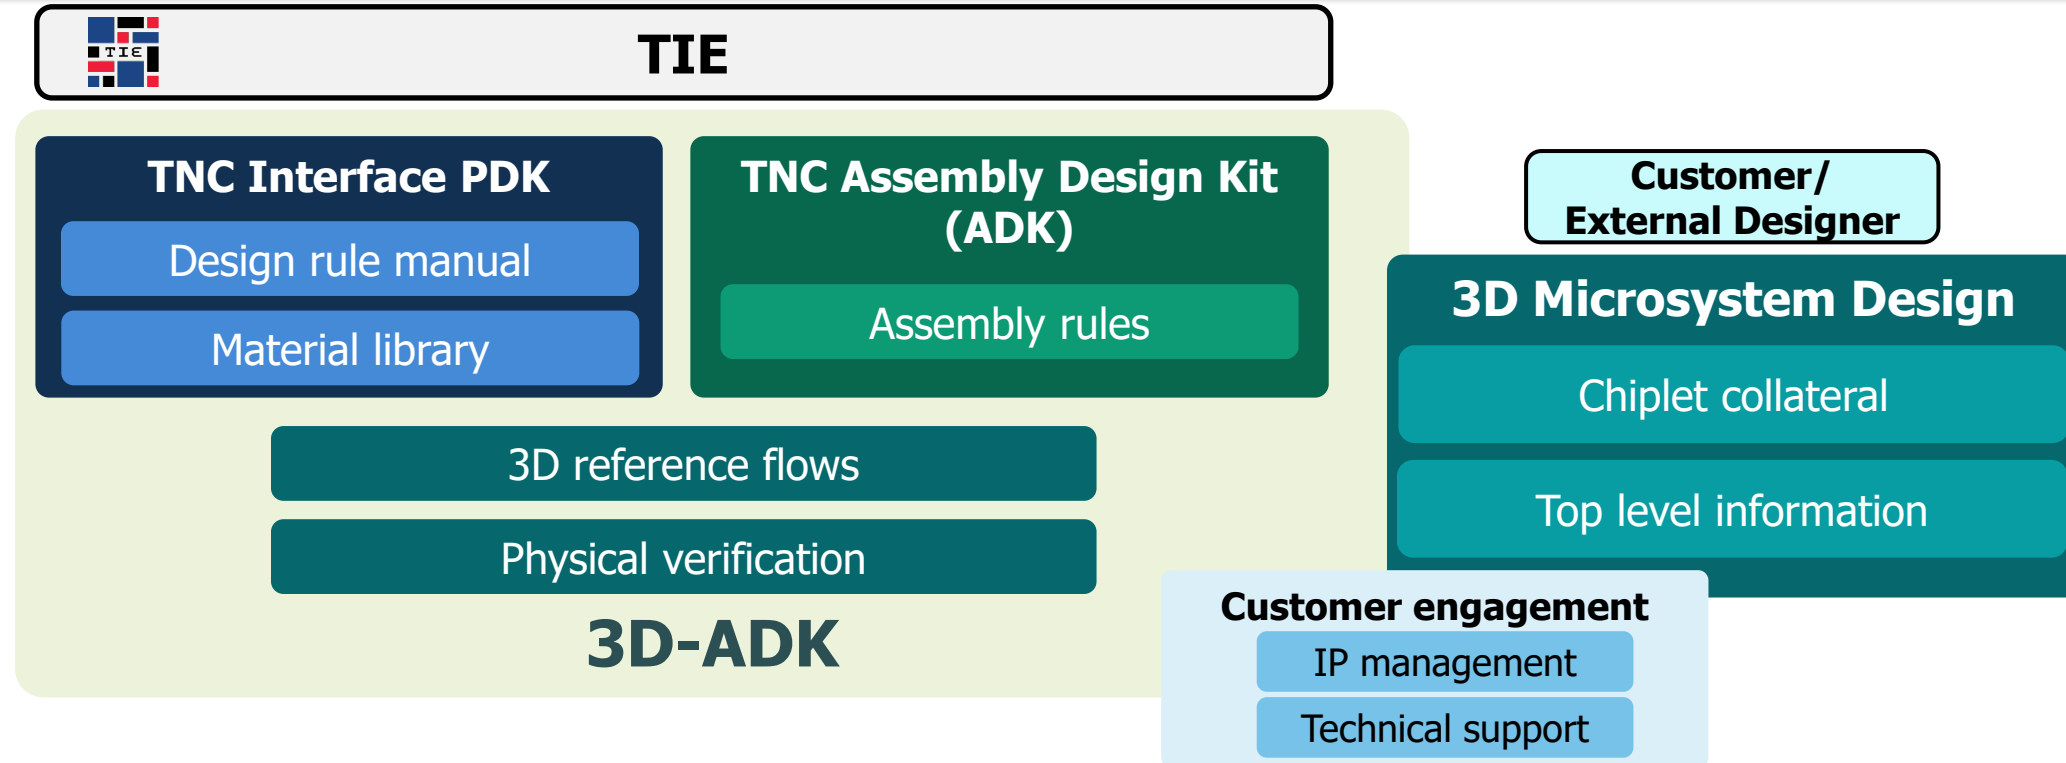 TIE
TIE
TNC Interface PDK
Design rule manual
Material library
TNC Assembly Design Kit
(ADK)
Assembly rules
3D reference flows
Physical verification
3D-ADK
Customer/
External Designer
3D Microsystem Design
Chiplet collateral
Top level information
Customer engagement
IP management
Technical support